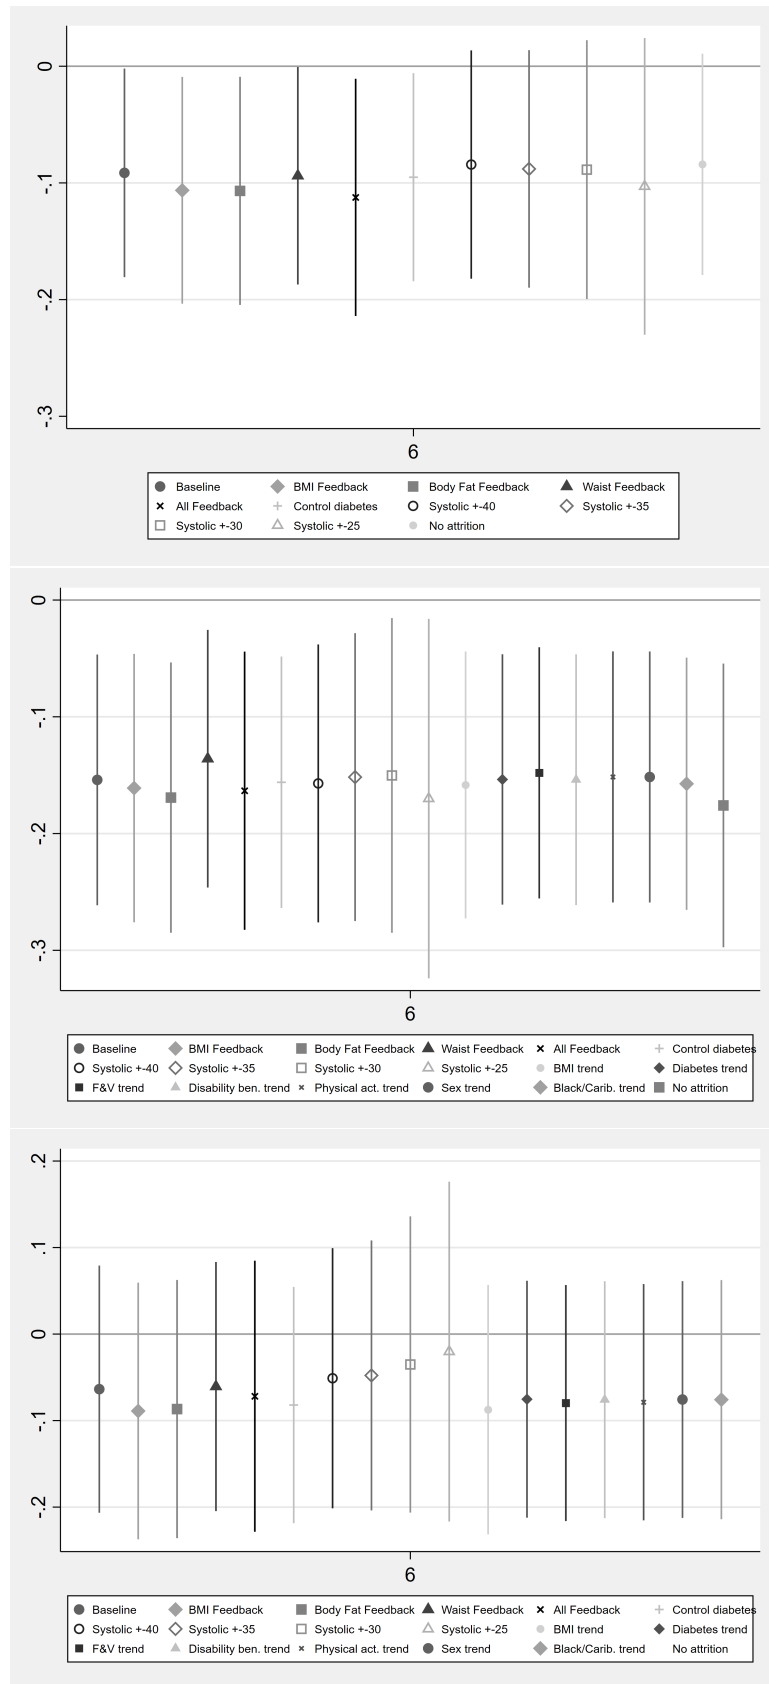 0
-.1
-.2
-.3
6
Baseline BMI Feedback Body Fat Feedback Waist Feedback
All Feedback Control diabetes Systolic +-40 Systolic +-35
Systolic +-30 Systolic +-25 No attrition
0
-.1
-.2
-.3
6
Baseline BMI Feedback Body Fat Feedback Waist Feedback All Feedback Control diabetes
Systolic +-40 Systolic +-35 Systolic +-30 Systolic +-25 BMI trend Diabetes trend
F&V trend Disability ben. trend Physical act. trend Sex trend Black/Carib. trend No attrition
.2
.1
0
-.1
-.2
6
Baseline BMI Feedback Body Fat Feedback Waist Feedback All Feedback Control diabetes
Systolic +-40 Systolic +-35 Systolic +-30 Systolic +-25 BMI trend Diabetes trend
F&V trend Disability ben. trend Physical act. trend Sex trend Black/Carib. trend No attrition